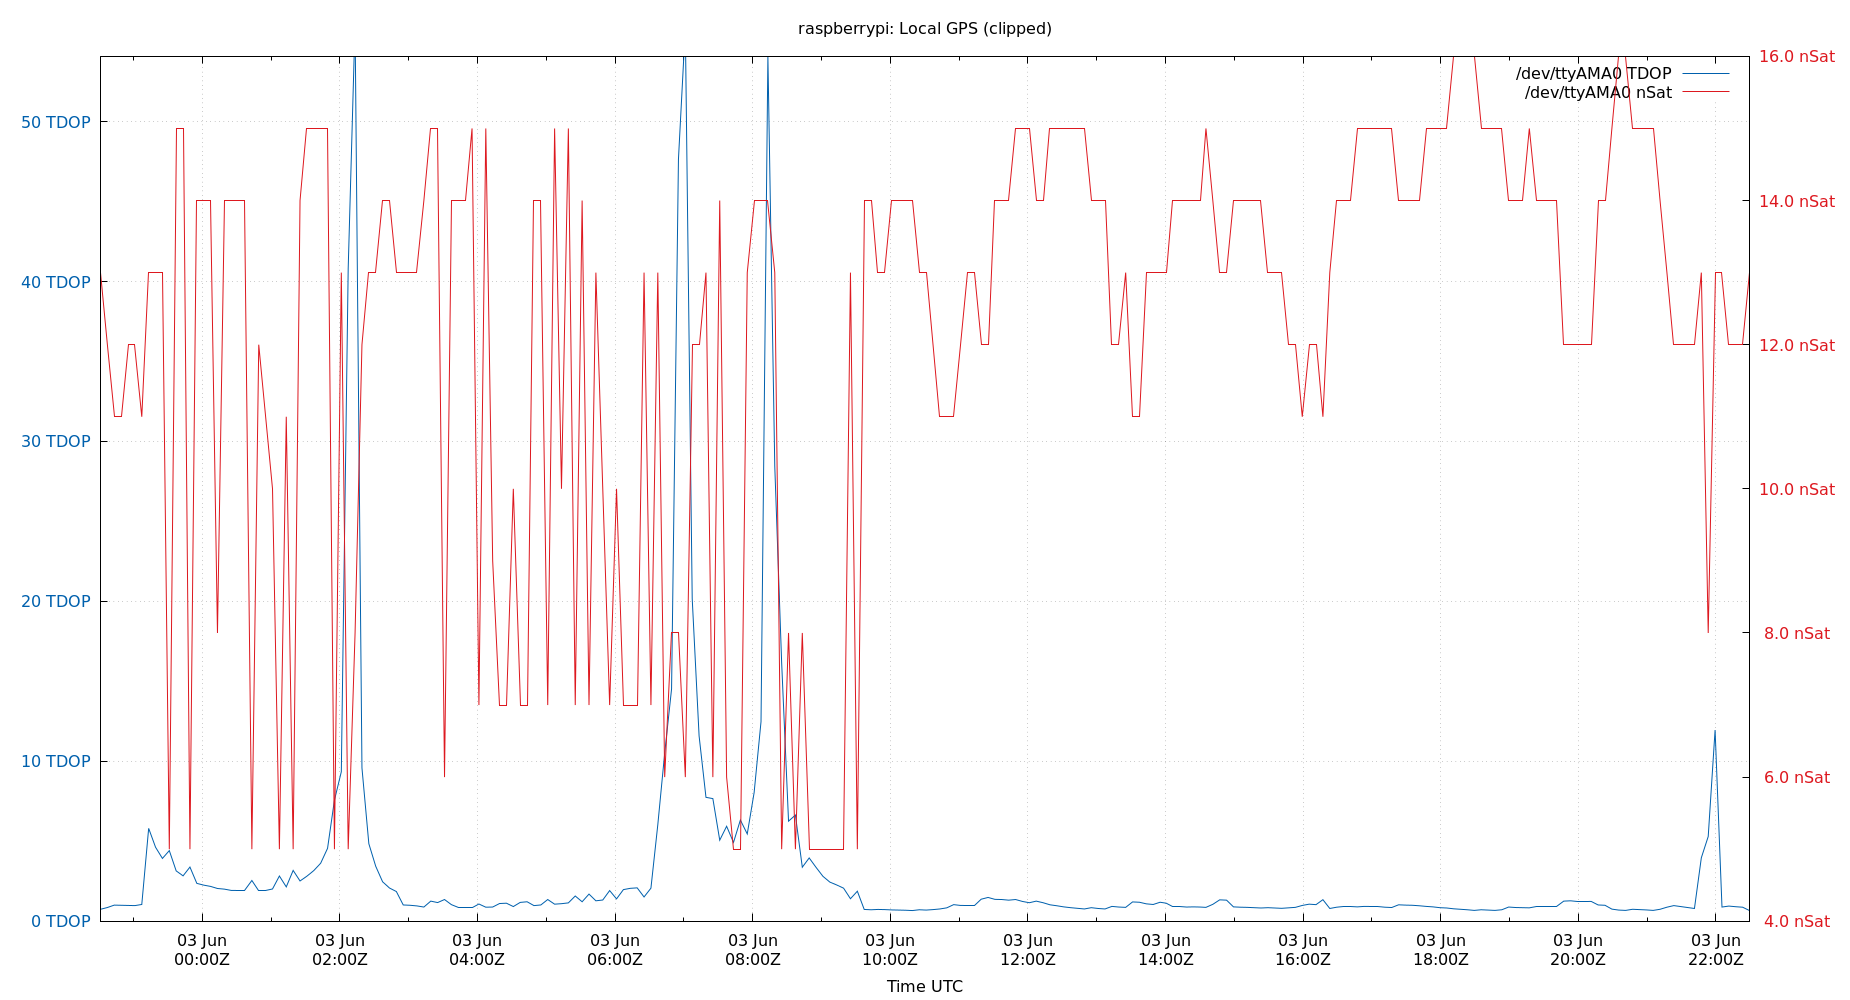 raspberrypi: Local GPS (clipped)
/dev/ttyAMA0 TDOP
/dev/ttyAMA0 nSat
50 TDOP
40 TDOP
30 TDOP
20 TDOP
10 TDOP
0 TDOP
16.0 nSat
14.0 nSat
12.0 nSat
10.0 nSat
8.0 nSat
6.0 nSat
4.0 nSat
03 Jun 03 Jun 03 Jun 03 Jun 03 Jun 03 Jun 03 Jun 03 Jun 03 Jun 03 Jun 03 Jun 03 Jun
00:00Z 02:00Z 04:00Z 06:00Z 08:00Z 10:00Z 12:00Z 14:00Z 16:00Z 18:00Z 20:00Z 22:00Z
Time UTC